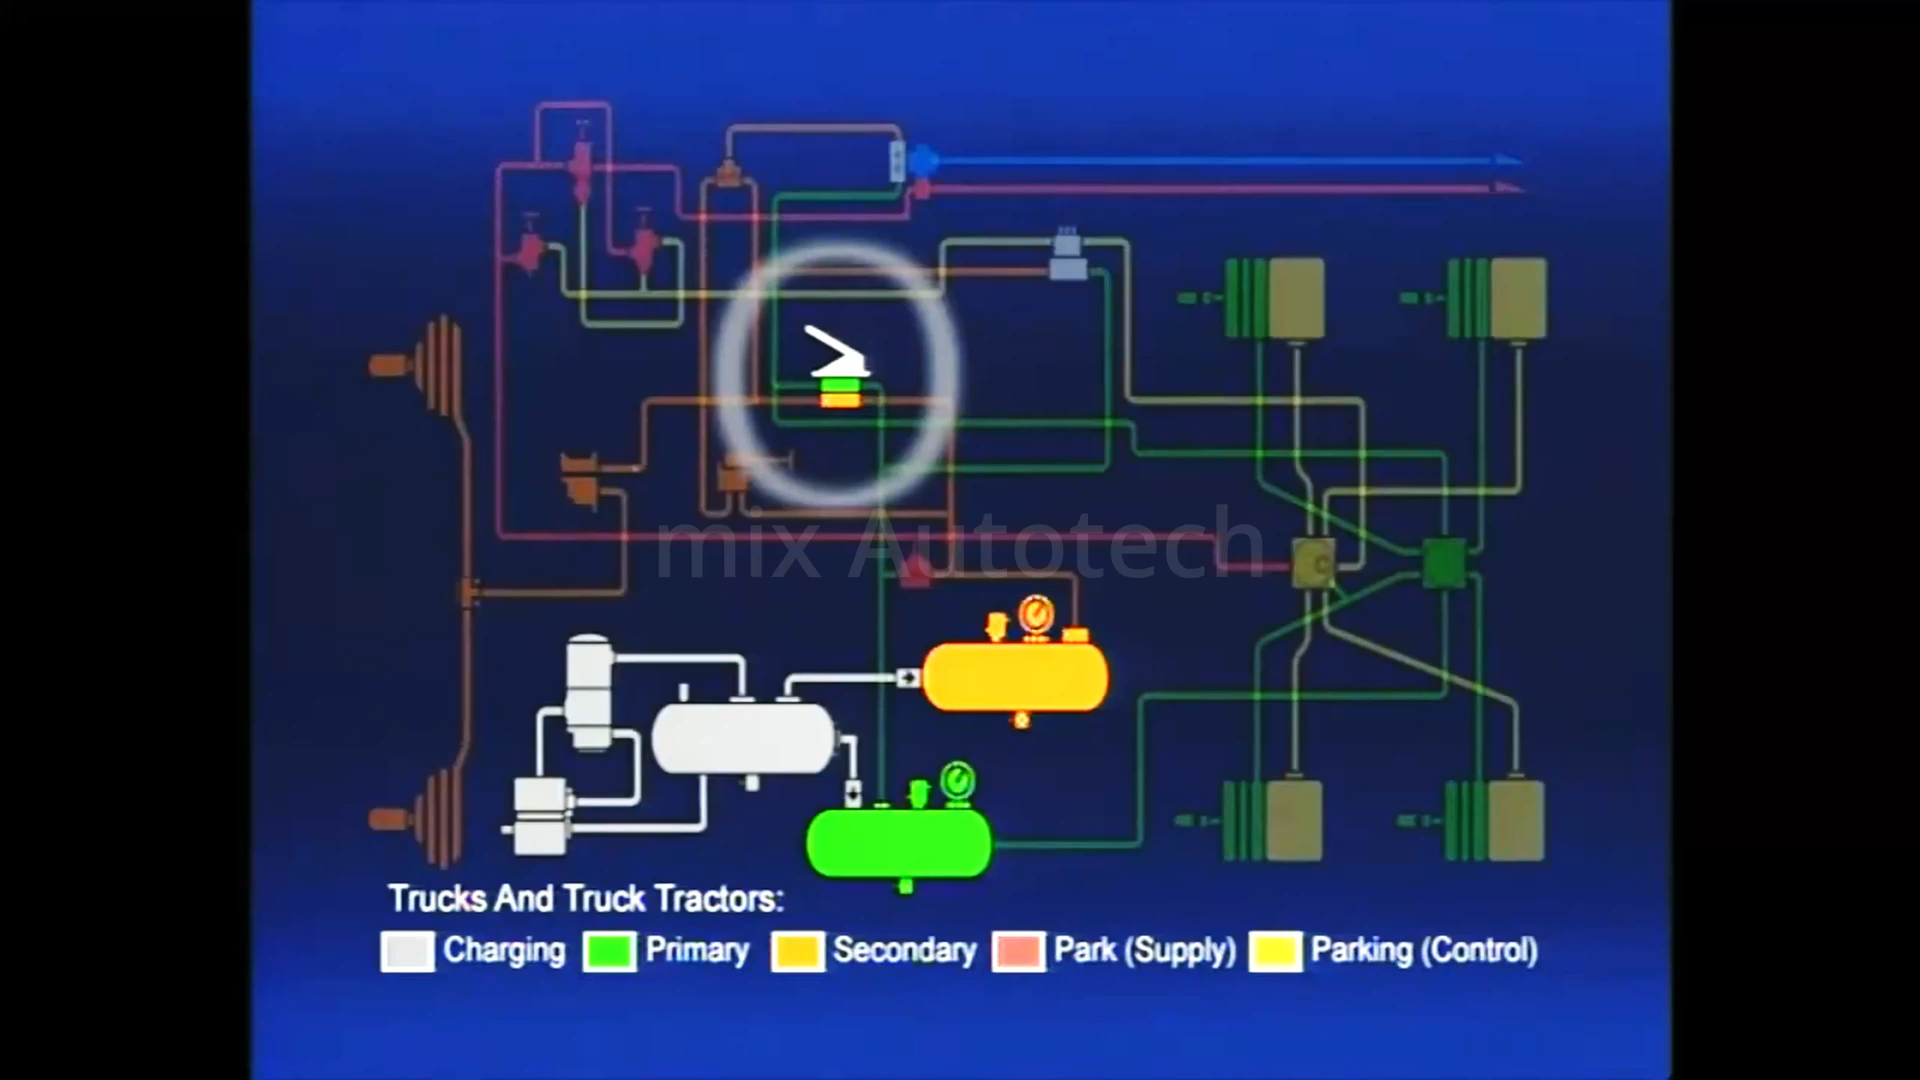 mix Autotech
Trucks And Truck Tractors:
Charging Primary Secondary Park (Supply) Parking (Control)